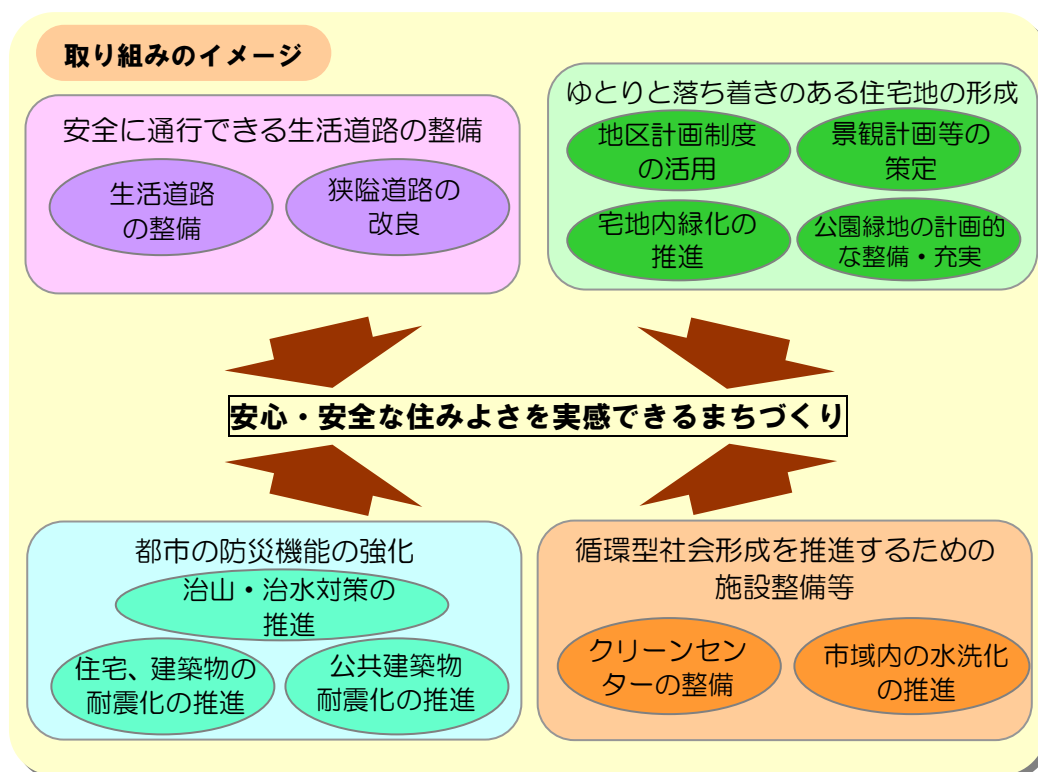 取り組みのイメージ
安全に通行できる生活道路の整備
生活道路
の整備
狭隘道路の
改良
ゆとりと落ち着きのある住宅地の形成
地区計画制度
の活用
景観計画等の
策定
宅地内緑化の
推進
公園緑地の計画的
な整備・充実
安心・安全な住みよさを実感できるまちづくり
都市の防災機能の強化
治山・治水対策の
推進
住宅、建築物の
耐震化の推進
公共建築物
耐震化の推進
循環型社会形成を推進するための
施設整備等
クリーンセン
ターの整備
市域内の水洗化
の推進